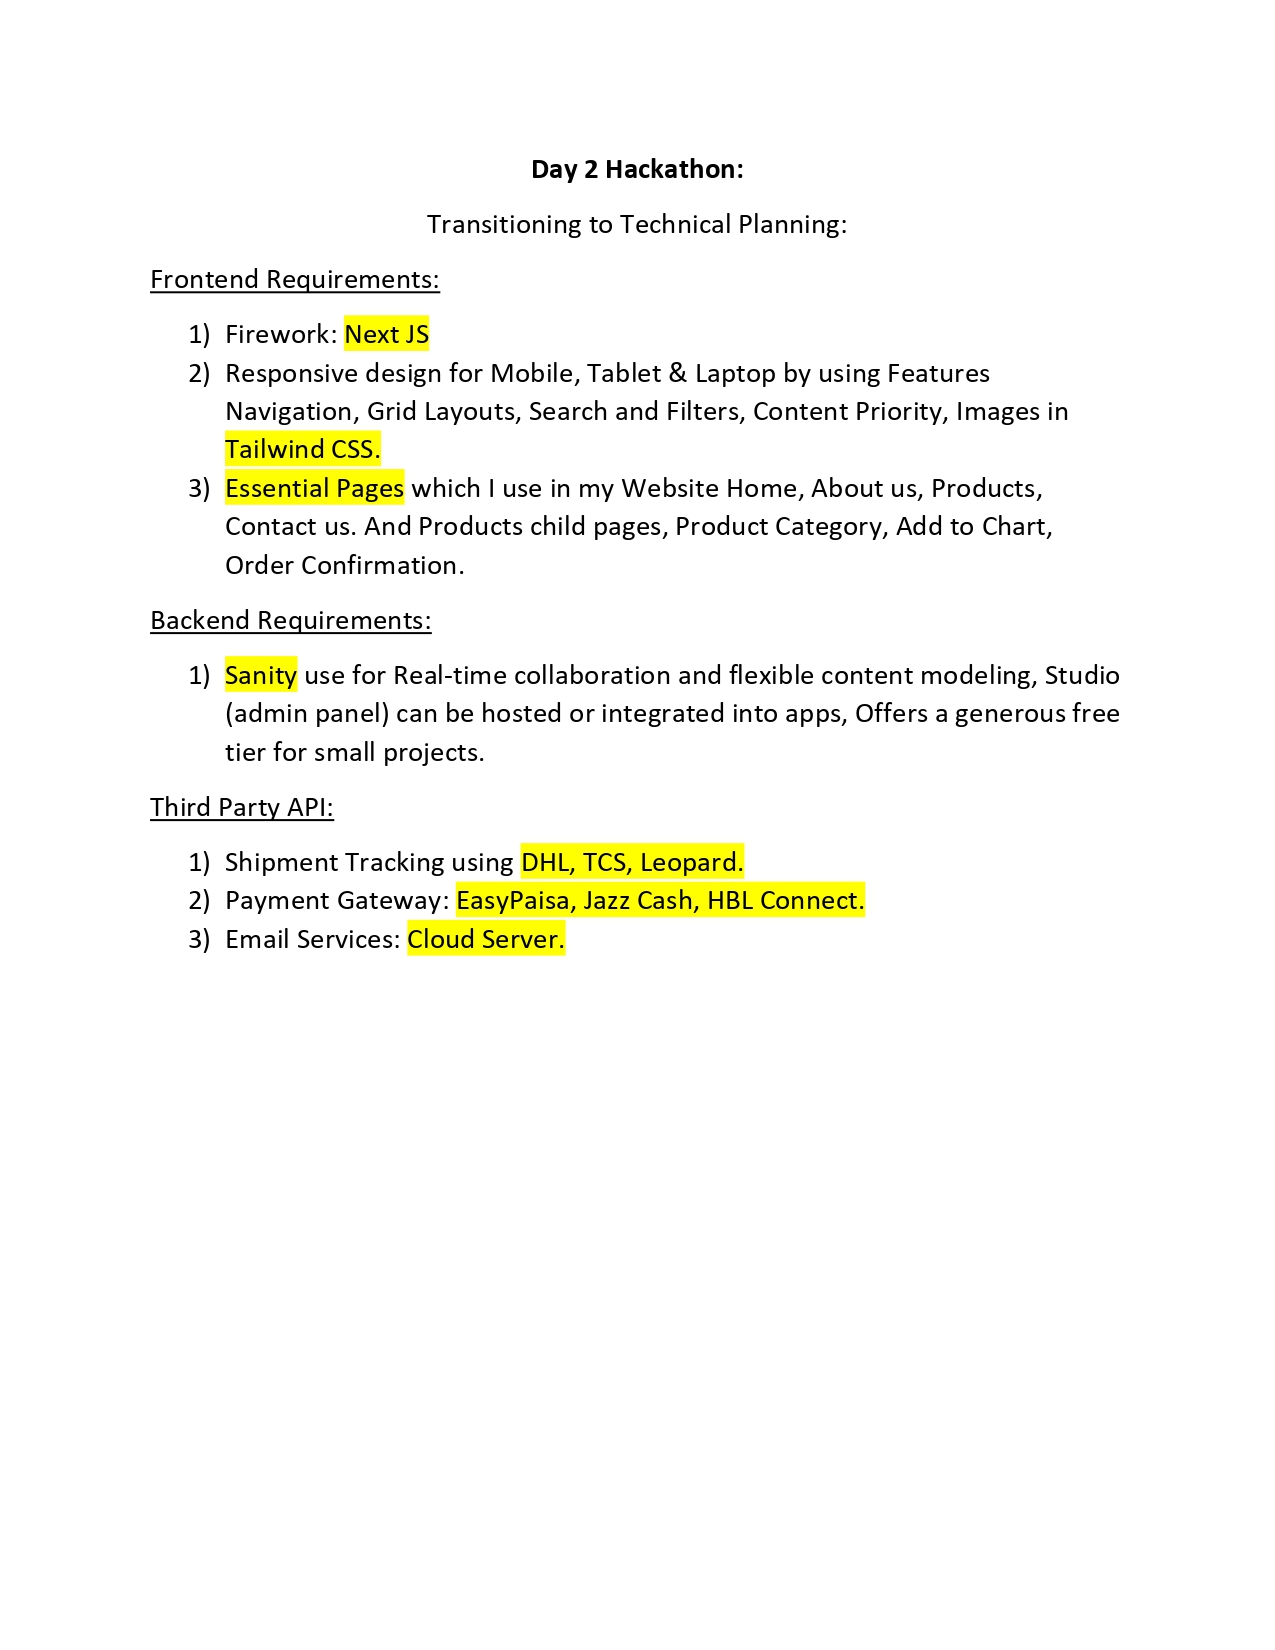 Day 2 Hackathon:
Transitioning to Technical Planning:
Frontend Requirements:
1) Firework: Next JS
2) Responsive design for Mobile, Tablet & Laptop by using Features
Navigation, Grid Layouts, Search and Filters, Content Priority, Images in
Tailwind CSS.
3) Essential Pages which I use in my Website Home, About us, Products,
Contact us. And Products child pages, Product Category, Add to Chart,
Order Confirmation.
Backend Requirements:
1) Sanity use for Real-time collaboration and flexible content modeling, Studio
(admin panel) can be hosted or integrated into apps, Offers a generous free
tier for small projects.
Third Party API:
1) Shipment Tracking using DHL, TCS, Leopard.
2) Payment Gateway: EasyPaisa, Jazz Cash, HBL Connect.
3) Email Services: Cloud Server.